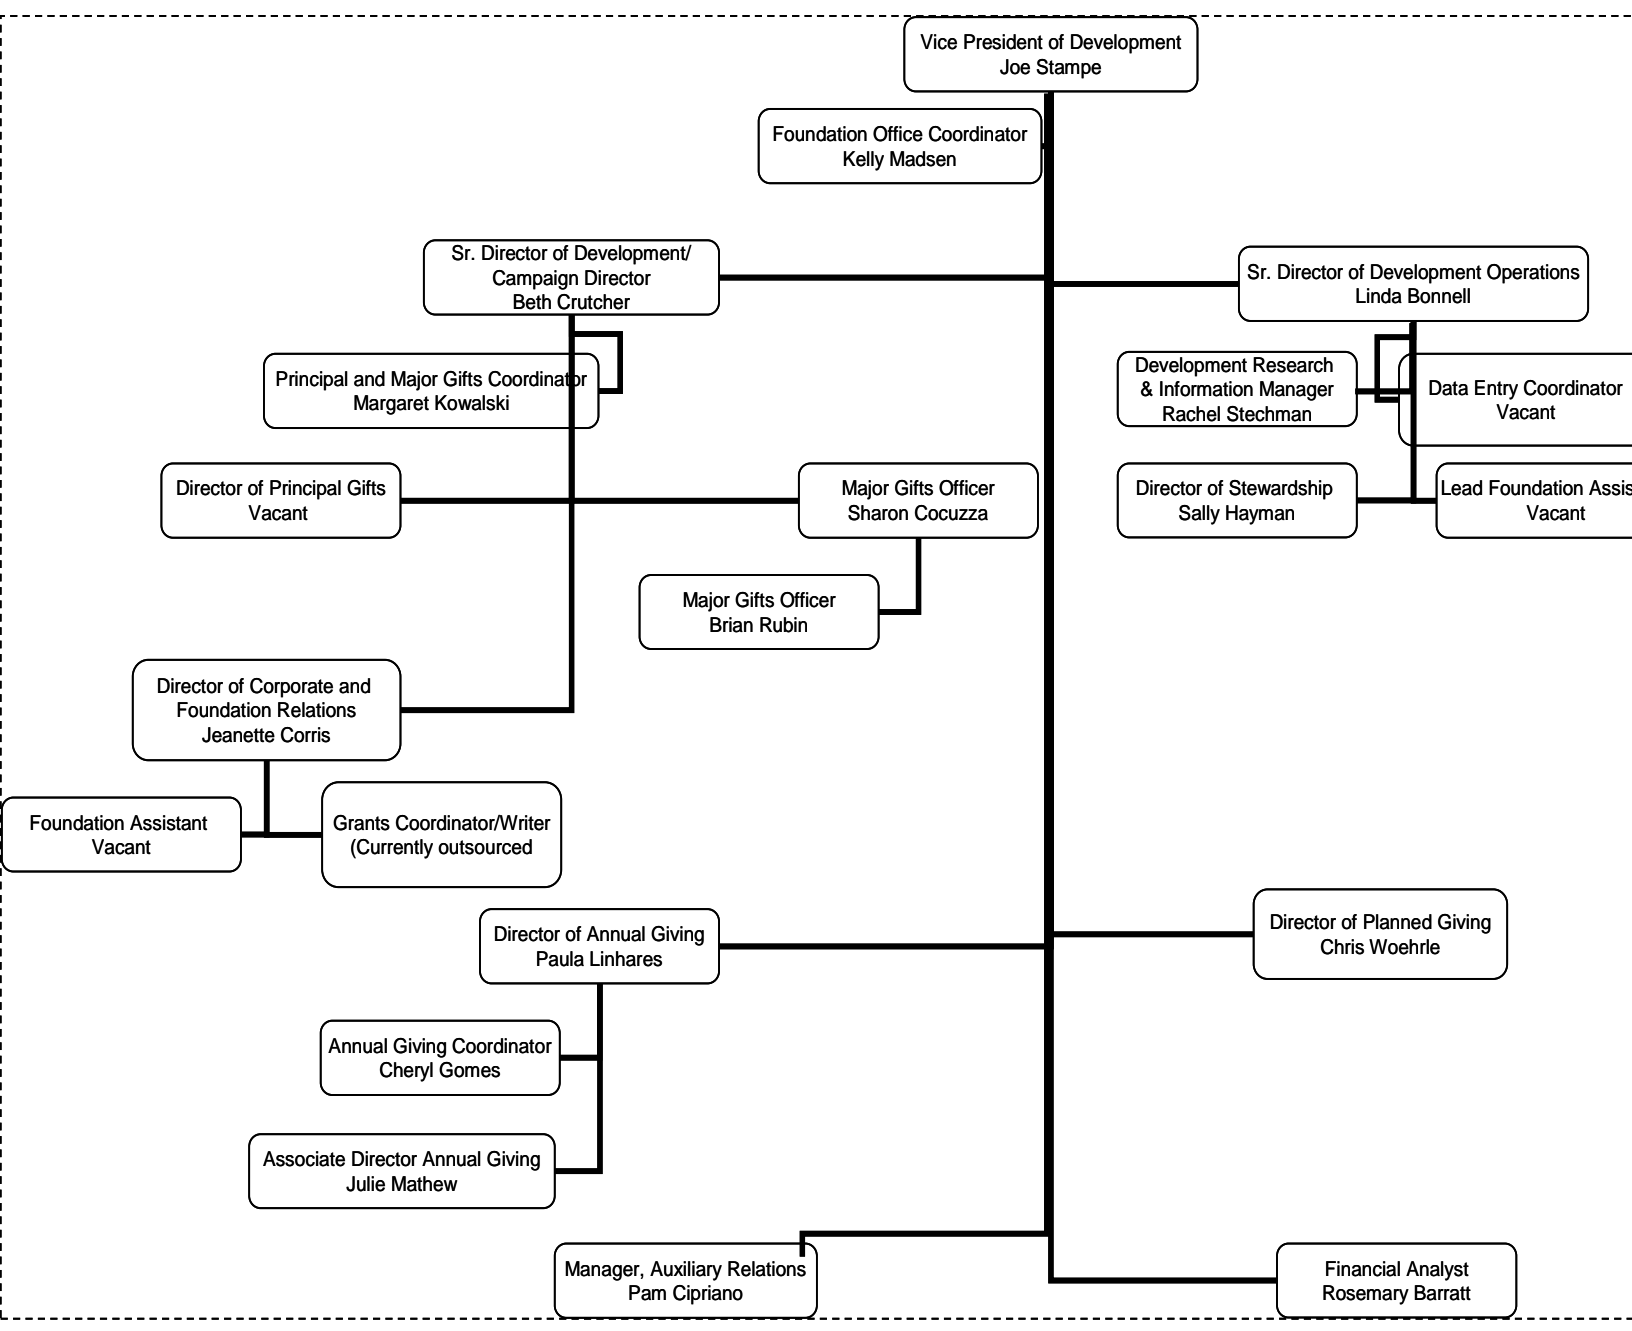 Vice President of Development
Joe Stampe
Foundation Office Coordinator
Kelly Madsen
Sr. Director of Development/
Campaign Director
Beth Crutcher
Sr. Director of Development Operations
Linda Bonnell
Principal and Major Gifts Coordinator
Margaret Kowalski
Development Research
& Information Manager
Rachel Stechman
Data Entry Coordinator
Vacant
Director of Principal Gifts
Vacant
Major Gifts Officer
Sharon Cocuzza
Director of Stewardship
Sally Hayman
Lead Foundation Assis
Vacant
Major Gifts Officer
Brian Rubin
Director of Corporate and
Foundation Relations
Jeanette Corris
Foundation Assistant
Vacant
Grants Coordinator/Writer
(Currently outsourced
Director of Annual Giving
Paula Linhares
Director of Planned Giving
Chris Woehrle
Annual Giving Coordinator
Cheryl Gomes
Associate Director Annual Giving
Julie Mathew
Manager, Auxiliary Relations
Pam Cipriano
Financial Analyst
Rosemary Barratt